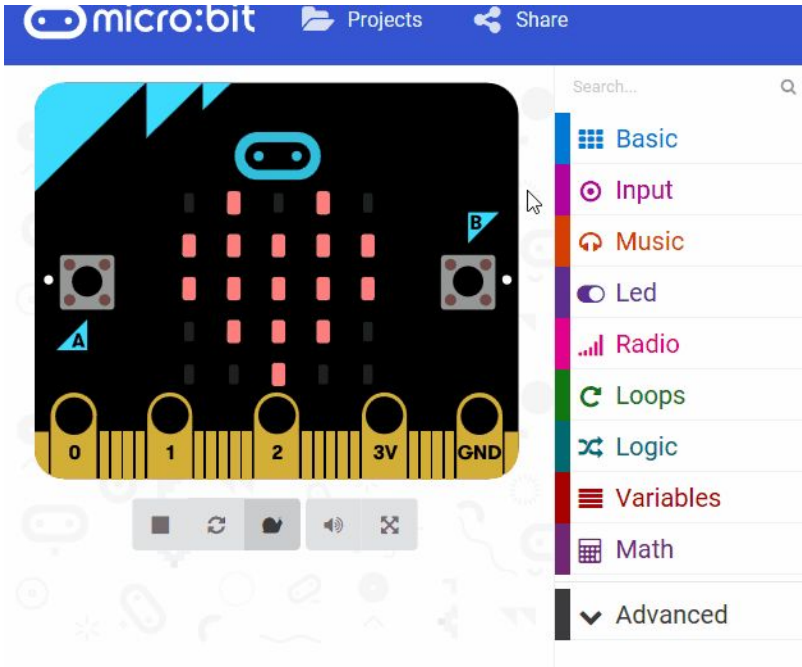 micro:bit Projects Share
Search...
Basic
Input
B
Music
Led
A
Radio
Loops
0 1 2 3V GND
Logic
Variables
Math
Advanced